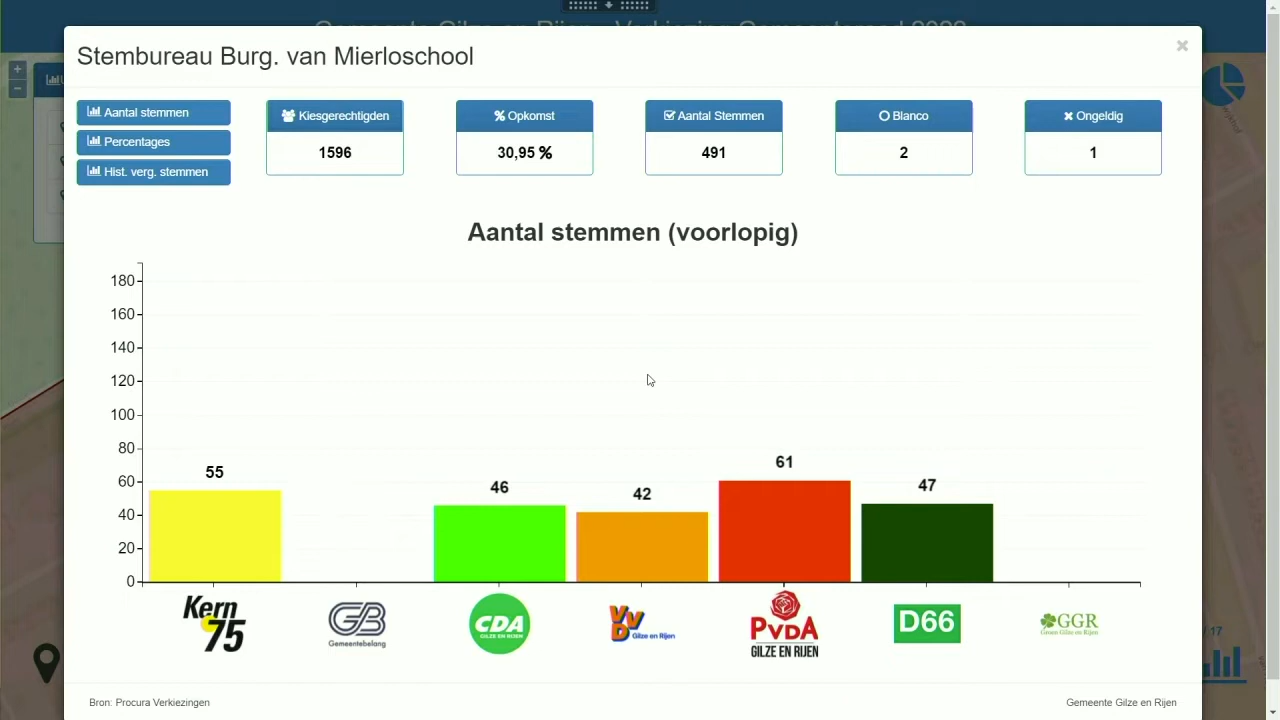 Stembureau Burg. van Mierloschool
×
Aantal stemmen
Percentages
Hist. verg. stemmen
Kiesgerechtigden
1596
% Opkomst
30,95 %
Aantal Stemmen
491
Blanco
2
Ongeldig
1
Aantal stemmen (voorlopig)
180
160
140
120
100
80
60
40
20
0
55
46
42
61
47
Kern '75
GB
Gemeentebelang
CDA
GILZE EN RIJEN
VVD
Gilze en Rijen
PvdA
GILZE EN RIJEN
D66
GGR
Groen Gilze en Rijen
Bron: Procura Verkiezingen
Gemeente Gilze en Rijen